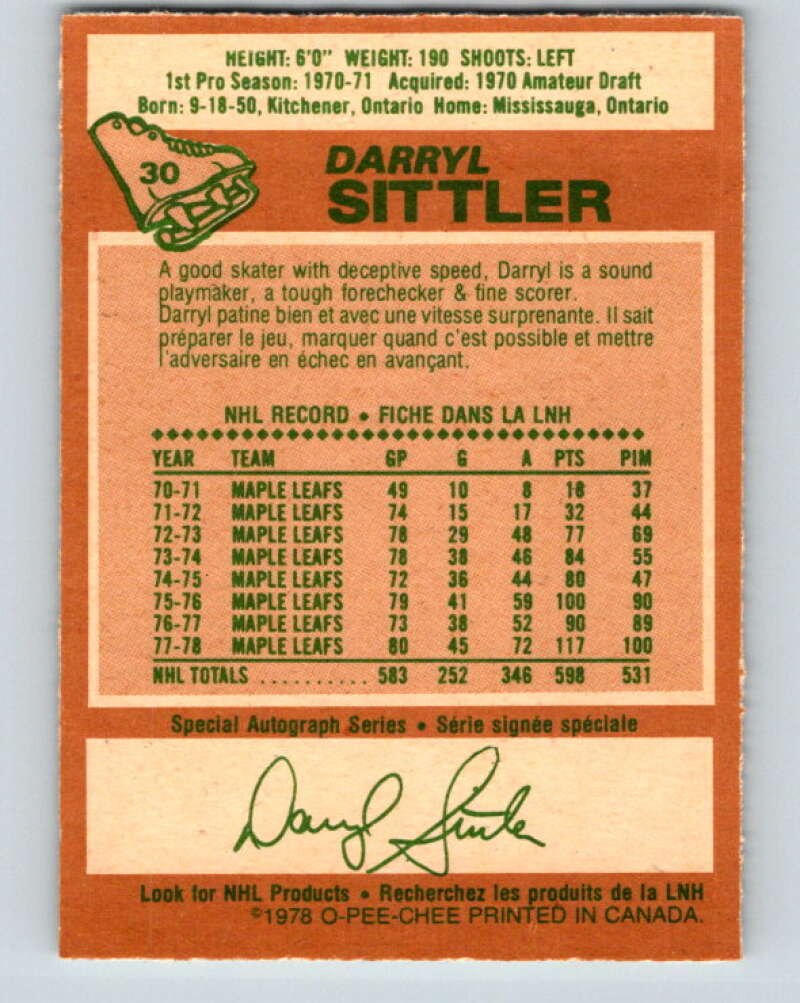 HEIGHT: 6'0" WEIGHT: 190 SHOOTS: LEFT
1st Pro Season: 1970-71 Acquired: 1970 Amateur Draft
Born: 9-18-50, Kitchener, Ontario Home: Mississauga, Ontario
30
DARRYL
SITTLER
A good skater with deceptive speed, Darryl is a sound
playmaker, a tough forechecker & fine scorer.
Darryl patine bien et avec une vitesse surprenante. Il sait
préparer le jeu, marquer quand c'est possible et mettre
l'adversaire en échec en avançant.
NHL RECORD • FICHE DANS LA LNH
YEAR TEAM GP G A PTS PIM
70-71 MAPLE LEAFS 49 10 8 18 37
71-72 MAPLE LEAFS 74 15 17 32 44
72-73 MAPLE LEAFS 78 29 48 77 69
73-74 MAPLE LEAFS 78 38 46 84 55
74-75 MAPLE LEAFS 72 36 44 80 47
75-76 MAPLE LEAFS 79 41 59 100 90
76-77 MAPLE LEAFS 73 38 52 90 89
77-78 MAPLE LEAFS 80 45 72 117 100
NHL TOTALS .......... 583 252 346 598 531
Special Autograph Series • Série signée spéciale
Darryl Sittler
Look for NHL Products • Recherchez les produits de la LNH
©1978 O-PEE-CHEE PRINTED IN CANADA.